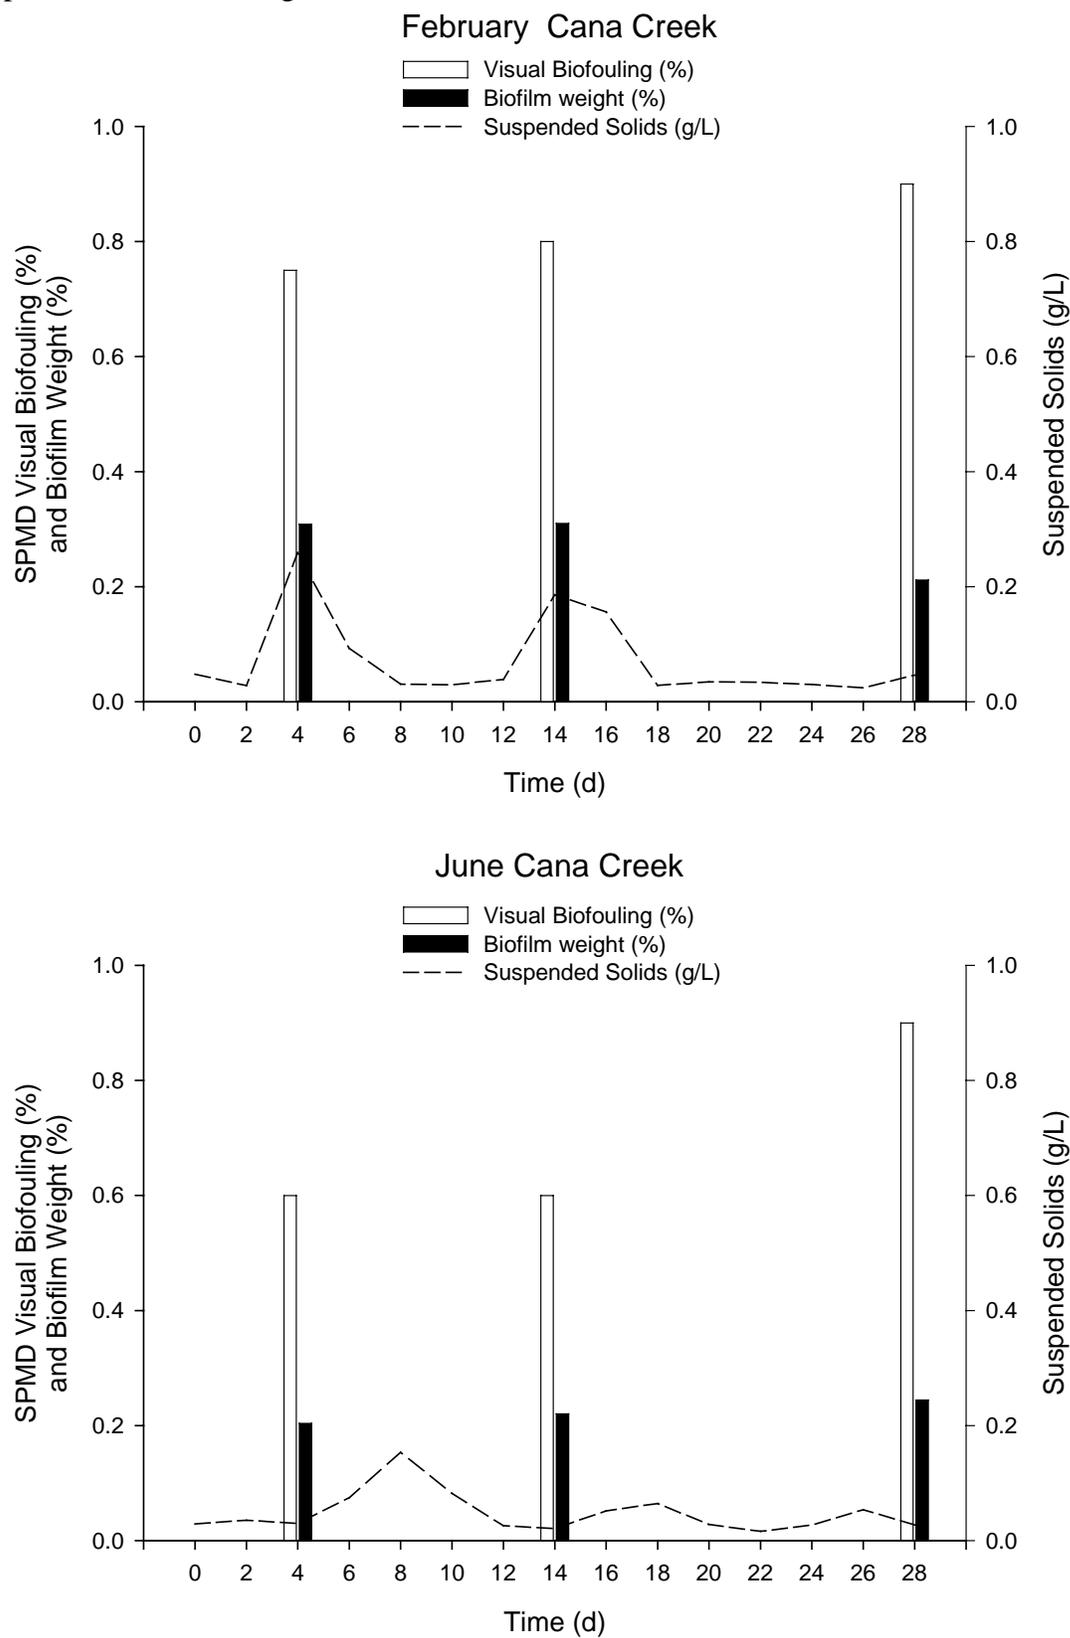 February Cana Creek
Visual Biofouling (%)
Biofilm weight (%)
Suspended Solids (g/L)
SPMD Visual Biofouling (%)
and Biofilm Weight (%)
1.0
0.8
0.6
0.4
0.2
0.0
1.0
0.8
0.6
0.4
0.2
0.0
Suspended Solids (g/L)
0 2 4 6 8 10 12 14 16 18 20 22 24 26 28
Time (d)
June Cana Creek
Visual Biofouling (%)
Biofilm weight (%)
Suspended Solids (g/L)
SPMD Visual Biofouling (%)
and Biofilm Weight (%)
1.0
0.8
0.6
0.4
0.2
0.0
1.0
0.8
0.6
0.4
0.2
0.0
Suspended Solids (g/L)
0 2 4 6 8 10 12 14 16 18 20 22 24 26 28
Time (d)